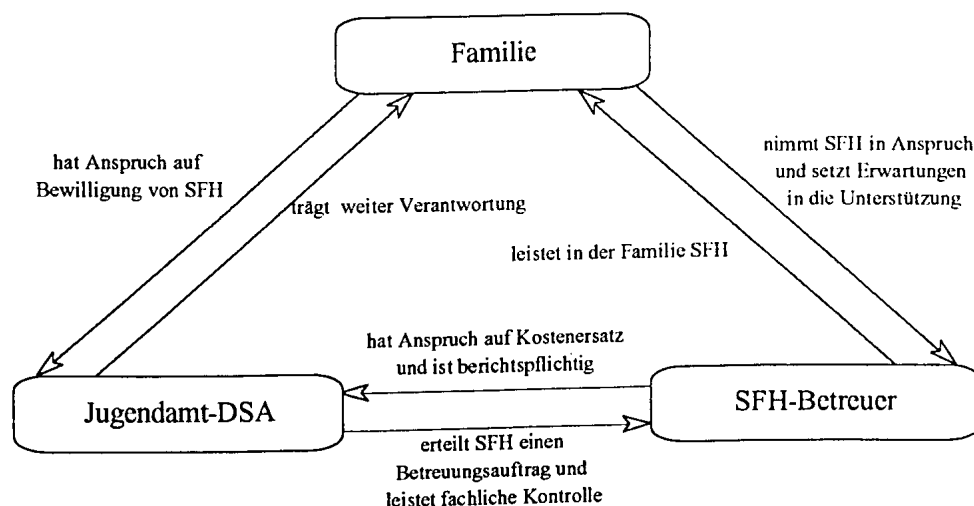 Familie
hat Anspruch auf
Bewilligung von SFH
nimmt SFH in Anspruch
und setzt Erwartungen
in die Unterstützung
trägt weiter Verantwortung
leistet in der Familie SFH
hat Anspruch auf Kostenersatz
und ist berichtspflichtig
Jugendamt-DSA
SFH-Betreuer
erteilt SFH einen
Betreuungsauftrag und
leistet fachliche Kontrolle